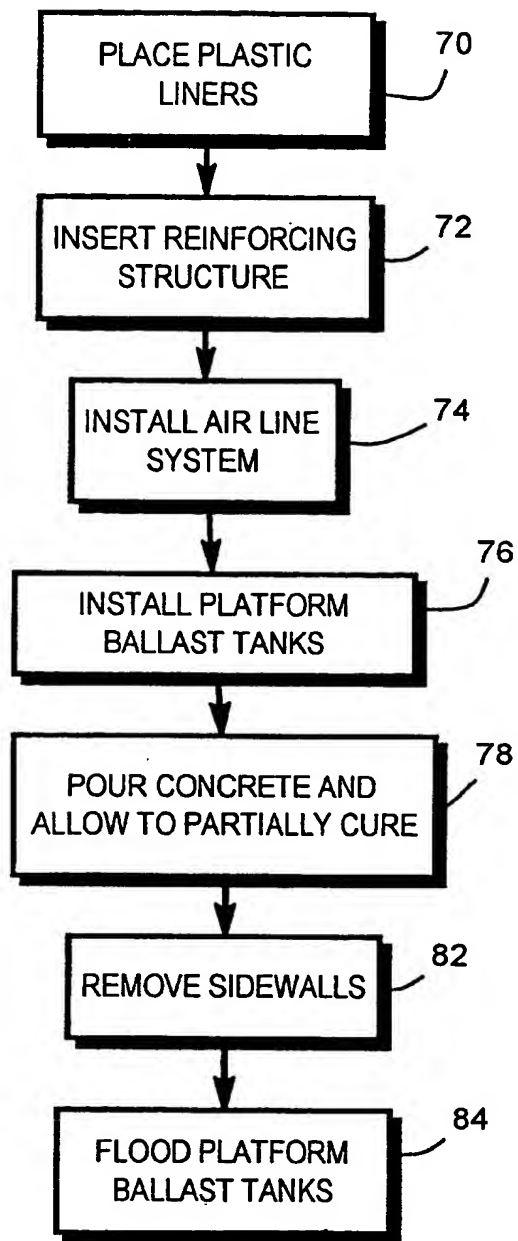 PLACE PLASTIC
LINERS
70
INSERT REINFORCING
STRUCTURE
72
INSTALL AIR LINE
SYSTEM
74
INSTALL PLATFORM
BALLAST TANKS
76
POUR CONCRETE AND
ALLOW TO PARTIALLY CURE
78
REMOVE SIDEWALLS
82
FLOOD PLATFORM
BALLAST TANKS
84